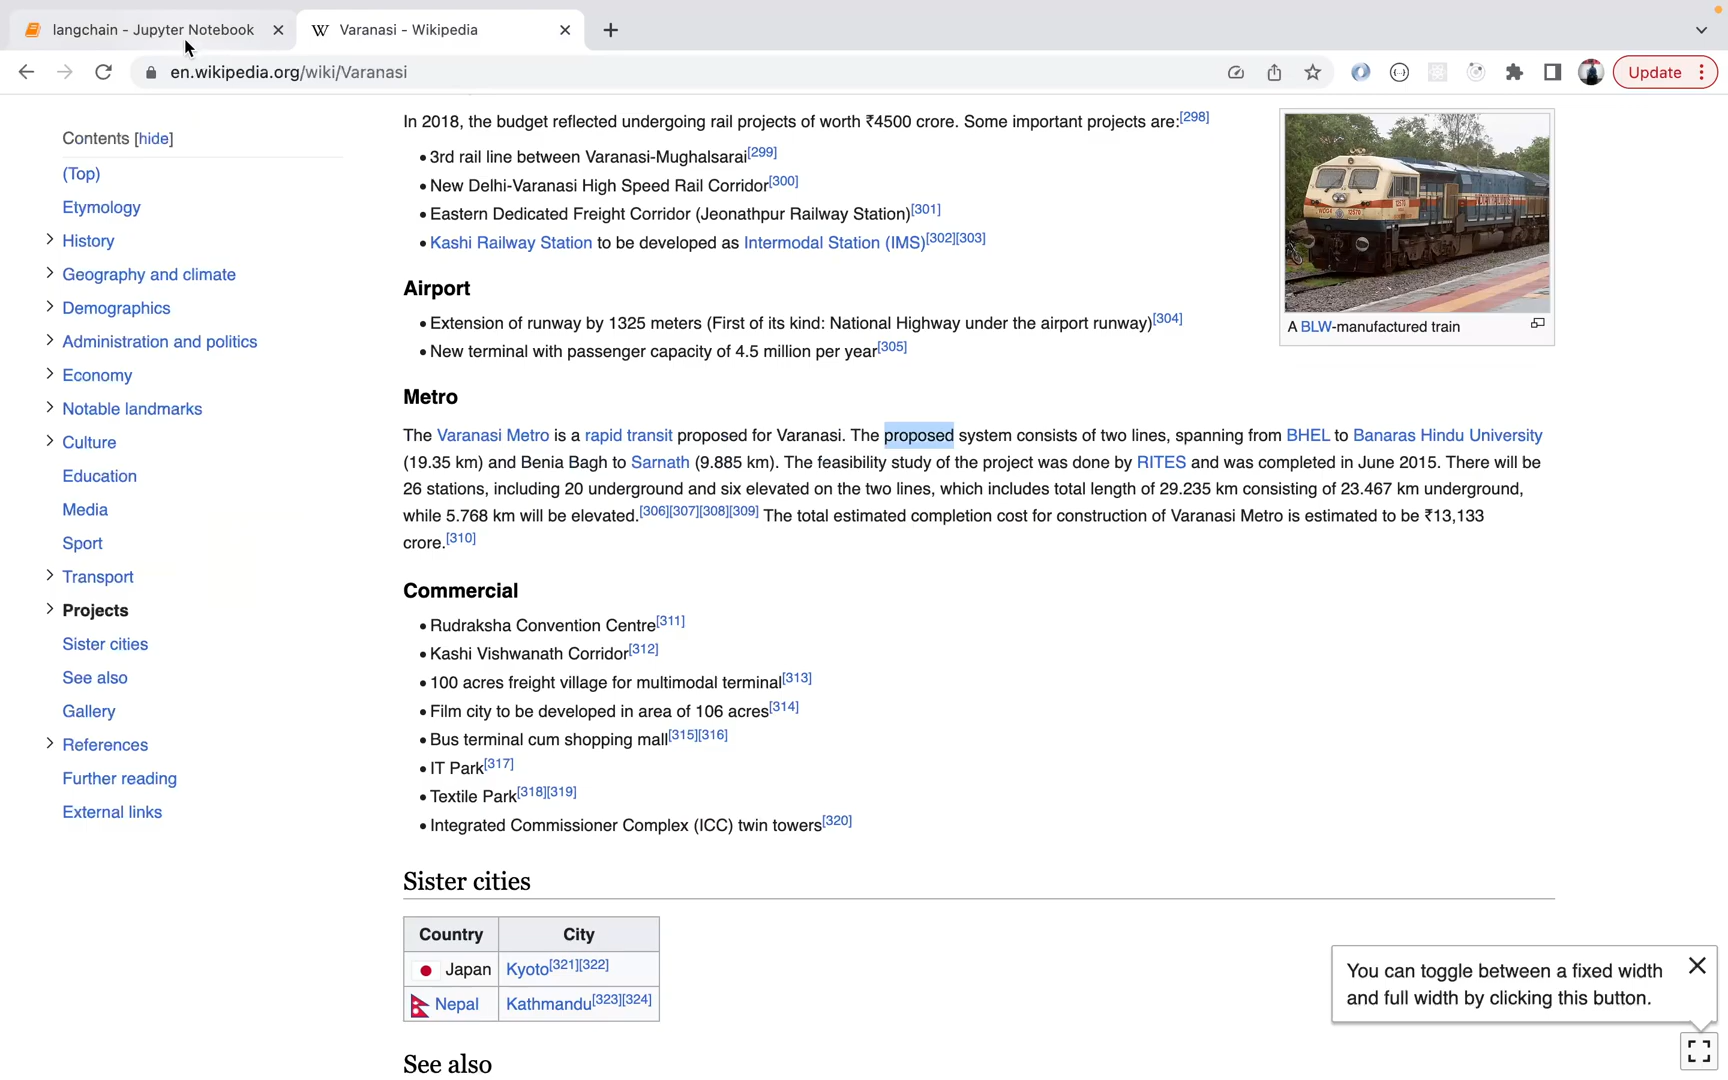 langchain - Jupyter Notebook
Varanasi - Wikipedia
en.wikipedia.org/wiki/Varanasi
Update
Contents [hide]
(Top)
Etymology
History
Geography and climate
Demographics
Administration and politics
Economy
Notable landmarks
Culture
Education
Media
Sport
Transport
Projects
Sister cities
See also
Gallery
References
Further reading
External links
In 2018, the budget reflected undergoing rail projects of worth ₹4500 crore. Some important projects are:[298]
• 3rd rail line between Varanasi-Mughalsarai[299]
• New Delhi-Varanasi High Speed Rail Corridor[300]
• Eastern Dedicated Freight Corridor (Jeonathpur Railway Station)[301]
• Kashi Railway Station to be developed as Intermodal Station (IMS)[302][303]
A BLW-manufactured train
Airport
• Extension of runway by 1325 meters (First of its kind: National Highway under the airport runway)[304]
• New terminal with passenger capacity of 4.5 million per year[305]
Metro
The Varanasi Metro is a rapid transit proposed for Varanasi. The proposed system consists of two lines, spanning from BHEL to Banaras Hindu University
(19.35 km) and Benia Bagh to Sarnath (9.885 km). The feasibility study of the project was done by RITES and was completed in June 2015. There will be
26 stations, including 20 underground and six elevated on the two lines, which includes total length of 29.235 km consisting of 23.467 km underground,
while 5.768 km will be elevated.[306][307][308][309] The total estimated completion cost for construction of Varanasi Metro is estimated to be ₹13,133
crore.[310]
Commercial
• Rudraksha Convention Centre[311]
• Kashi Vishwanath Corridor[312]
• 100 acres freight village for multimodal terminal[313]
• Film city to be developed in area of 106 acres[314]
• Bus terminal cum shopping mall[315][316]
• IT Park[317]
• Textile Park[318][319]
• Integrated Commissioner Complex (ICC) twin towers[320]
Sister cities
Country City
Japan Kyoto[321][322]
Nepal Kathmandu[323][324]
See also
You can toggle between a fixed width
and full width by clicking this button.